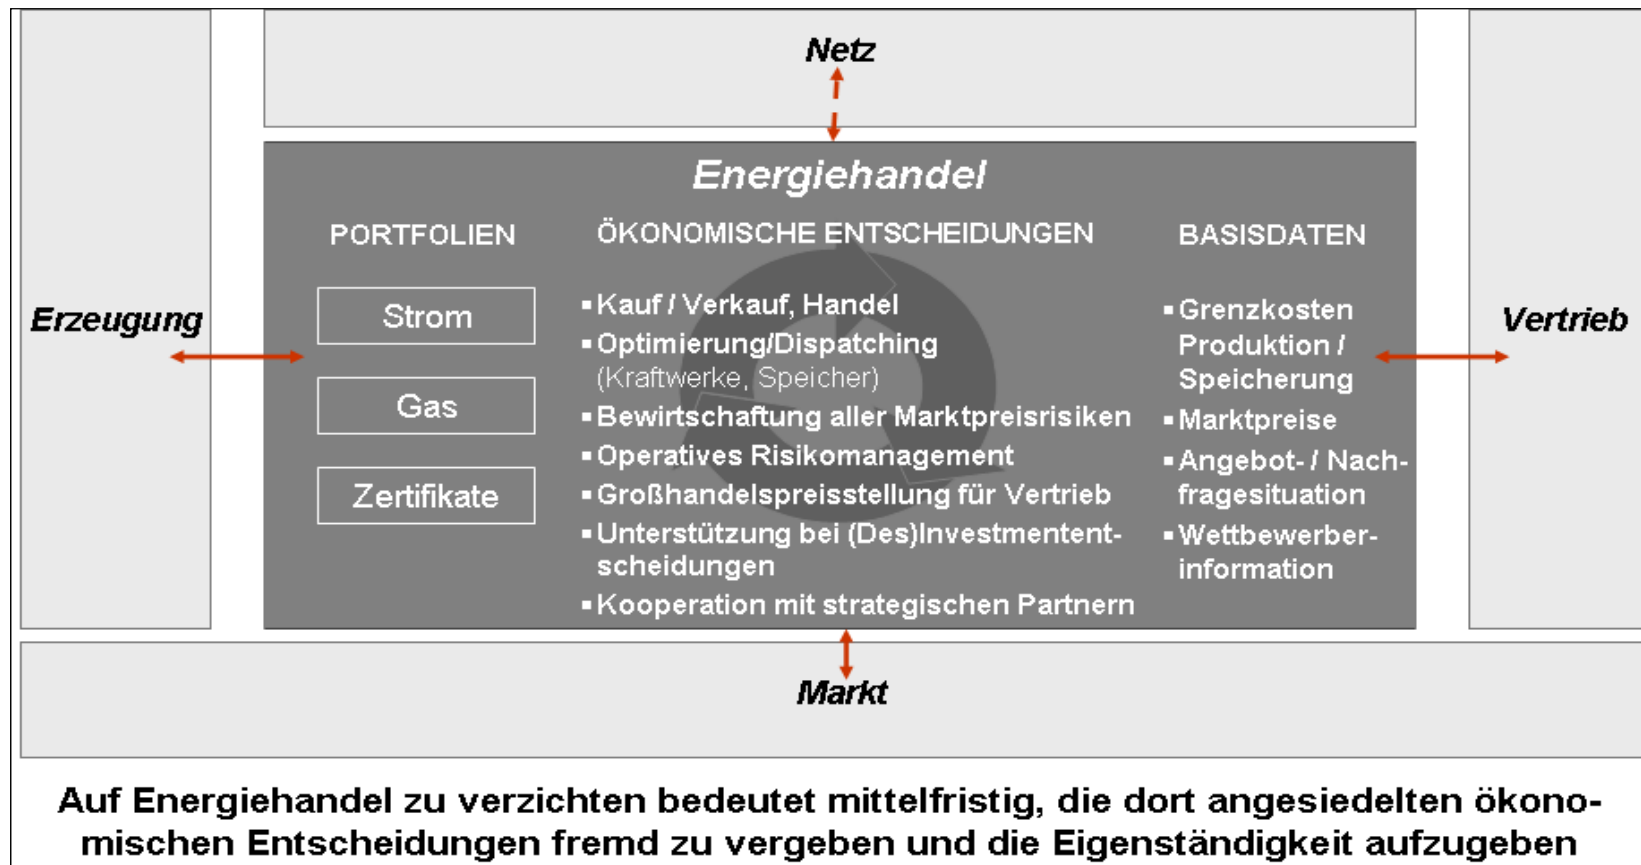 Netz
Energiehandel
Erzeugung
PORTFOLIEN
Strom
Gas
Zertifikate
ÖKONOMISCHE ENTSCHEIDUNGEN
▪ Kauf / Verkauf, Handel
▪ Optimierung/Dispatching
(Kraftwerke, Speicher)
▪ Bewirtschaftung aller Marktpreisrisiken
▪ Operatives Risikomanagement
▪ Großhandelspreisstellung für Vertrieb
▪ Unterstützung bei (Des)Investmentent-
scheidungen
▪ Kooperation mit strategischen Partnern
BASISDATEN
▪ Grenzkosten
Produktion /
Speicherung
▪ Marktpreise
▪ Angebot- / Nach-
fragesituation
▪ Wettbewerber-
information
Vertrieb
Markt
Auf Energiehandel zu verzichten bedeutet mittelfristig, die dort angesiedelten ökono-
mischen Entscheidungen fremd zu vergeben und die Eigenständigkeit aufzugeben